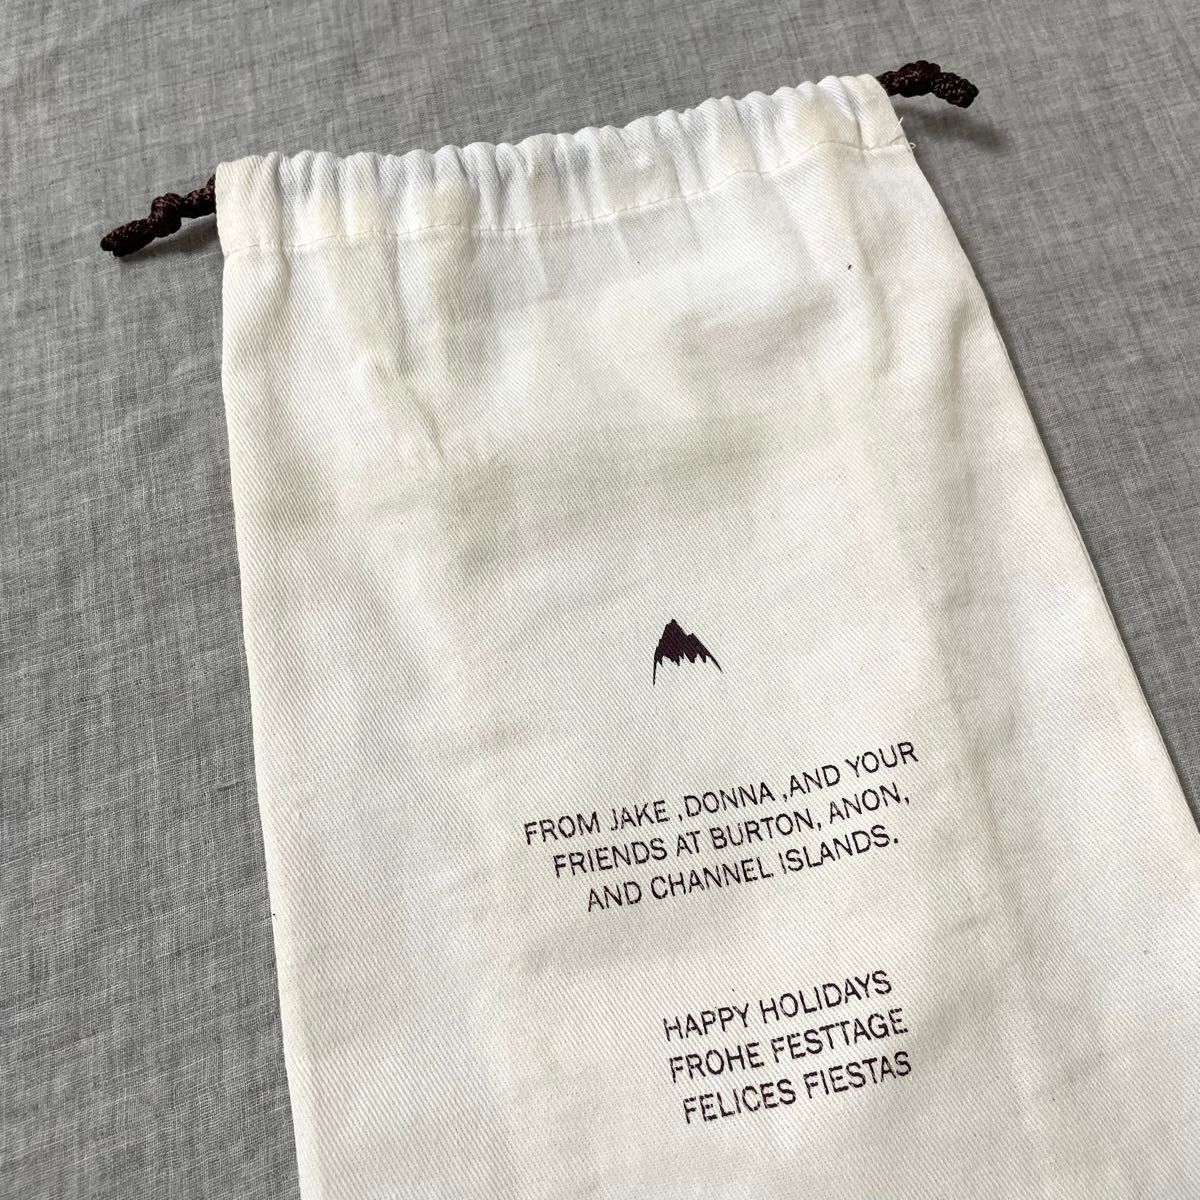 FROM JAKE ,DONNA ,AND YOUR
FRIENDS AT BURTON, ANON,
AND CHANNEL ISLANDS.
HAPPY HOLIDAYS
FROHE FESTTAGE
FELICES FIESTAS